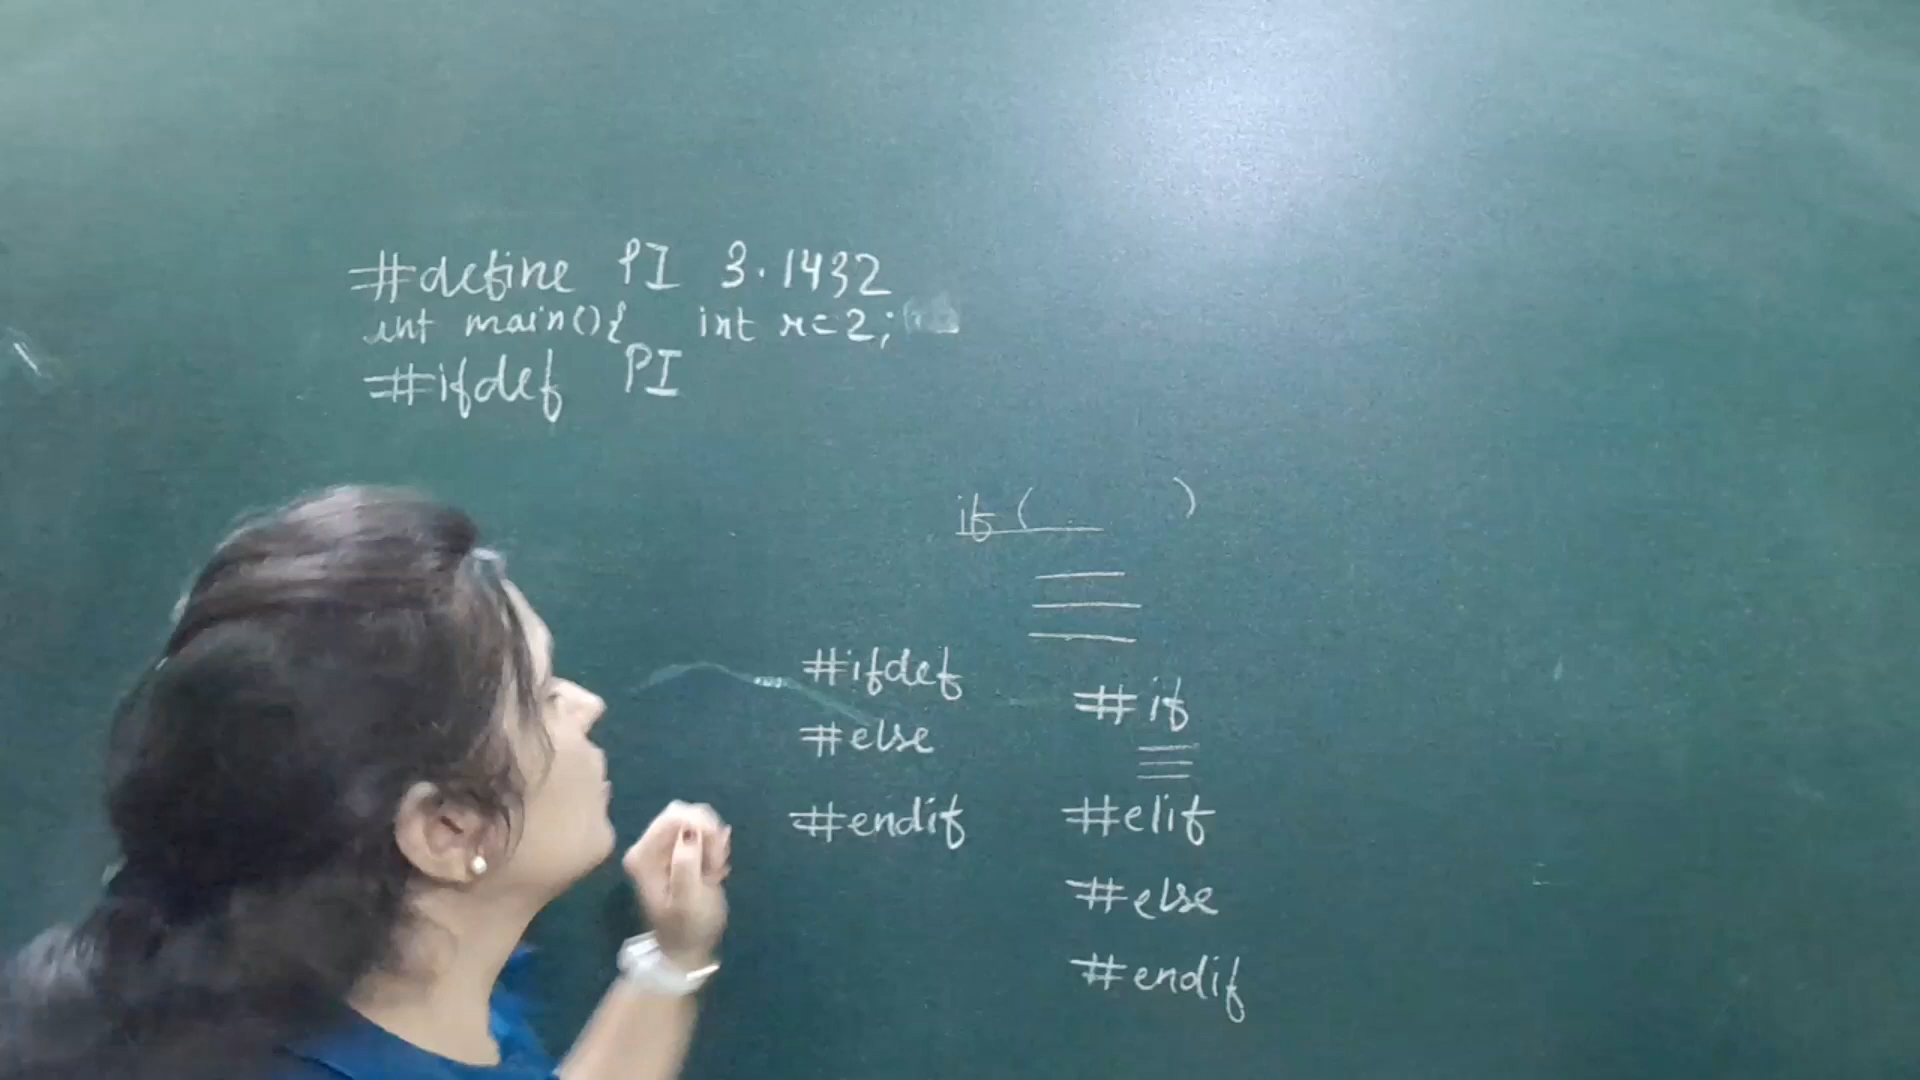 #define PI 3.1432
int main(){ int r=2;
#ifdef PI
if ( )
#ifdef
#else
#endif
#if
#elif
#else
#endif